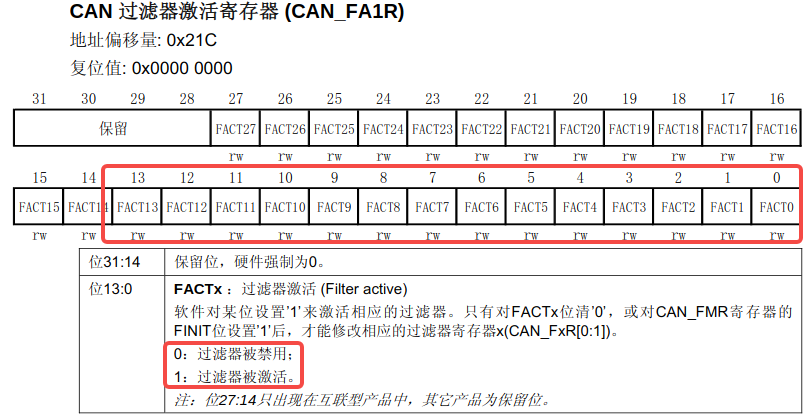 CAN 过滤器激活寄存器 (CAN_FA1R)
地址偏移量: 0x21C
复位值: 0x0000 0000
31 30 29 28 27 26 25 24 23 22 21 20 19 18 17 16
保留 FACT27 FACT26 FACT25 FACT24 FACT23 FACT22 FACT21 FACT20 FACT19 FACT18 FACT17 FACT16
rw rw rw rw rw rw rw rw rw rw rw rw
15 14 13 12 11 10 9 8 7 6 5 4 3 2 1 0
FACT15 FACT14 FACT13 FACT12 FACT11 FACT10 FACT9 FACT8 FACT7 FACT6 FACT5 FACT4 FACT3 FACT2 FACT1 FACT0
rw rw rw rw rw rw rw rw rw rw rw rw rw rw rw rw
位31:14 保留位，硬件强制为0。
位13:0 FACTx：过滤器激活 (Filter active)
软件对某位设置'1'来激活相应的过滤器。只有对FACTx位清'0'，或对CAN_FMR寄存器的
FINIT位设置'1'后，才能修改相应的过滤器寄存器x(CAN_FxR[0:1])。
0：过滤器被禁用；
1：过滤器被激活。
注：位27:14只出现在互联型产品中，其它产品为保留位。